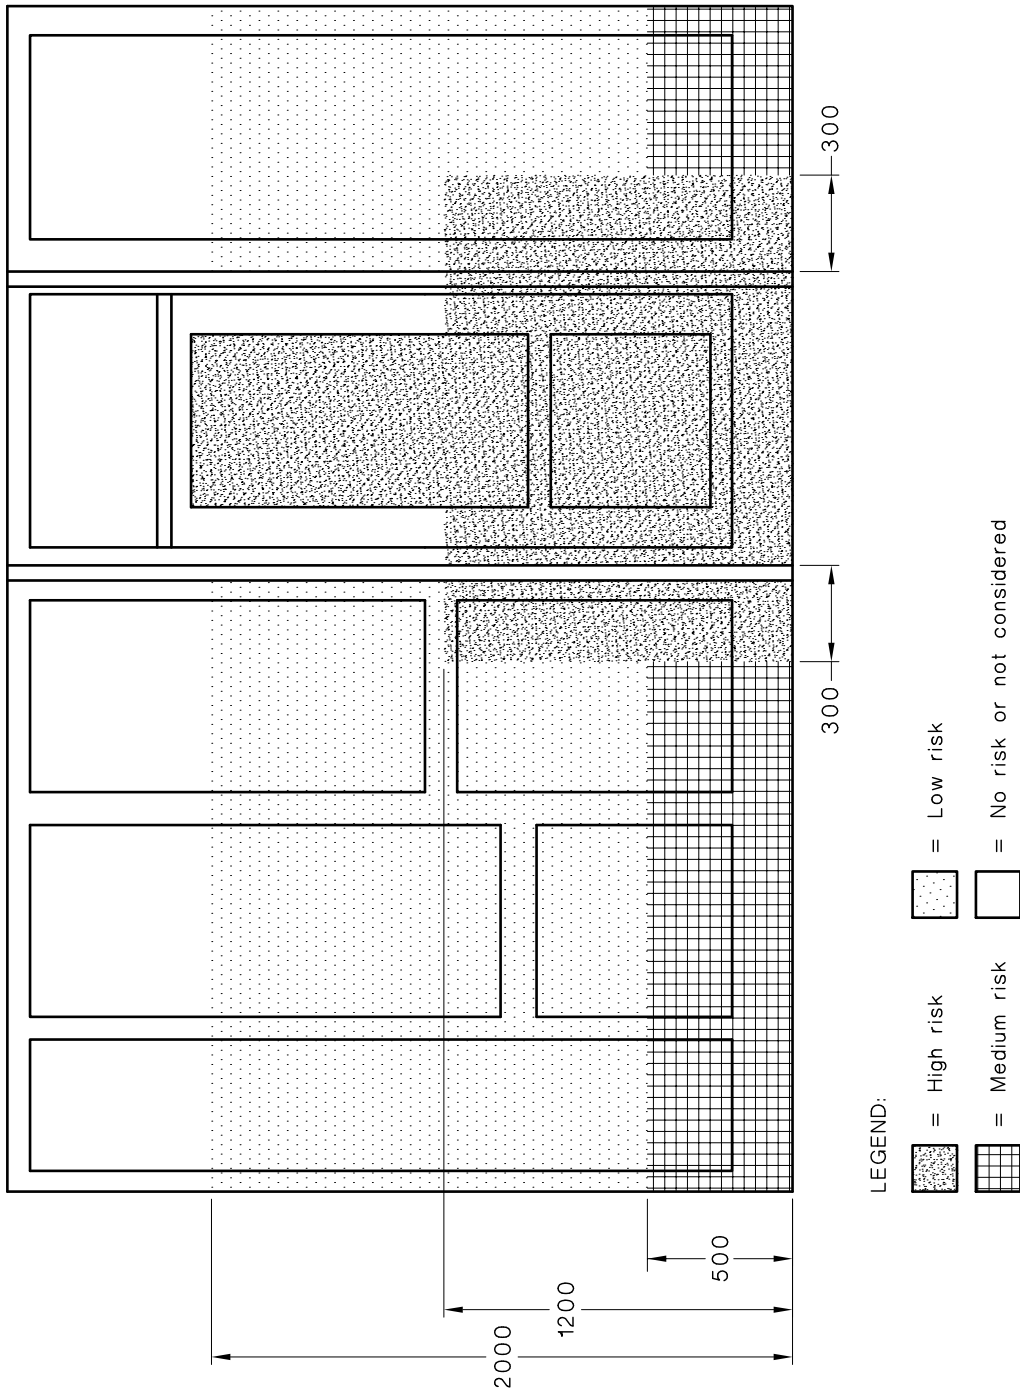 2000
1200
500
300
300
LEGEND:
= High risk
= Low risk
= Medium risk
= No risk or not considered